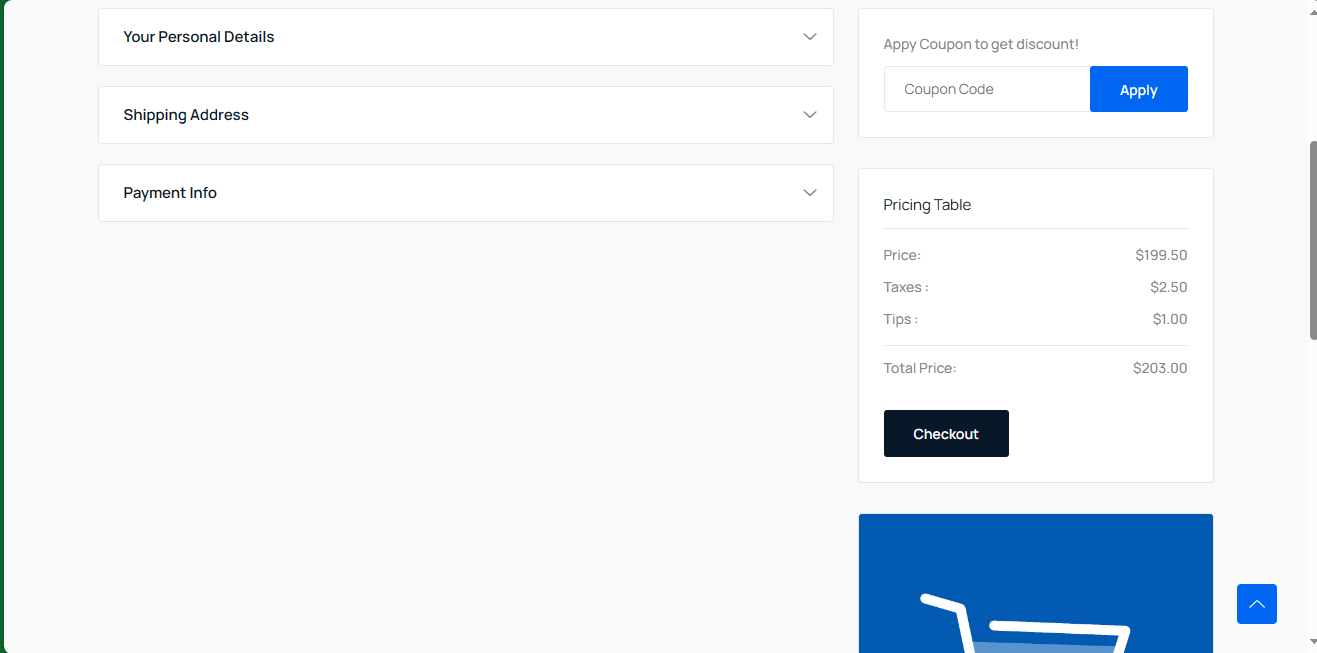 Your Personal Details
Shipping Address
Payment Info
Appy Coupon to get discount!
Coupon Code
Apply
Pricing Table
Price: $199.50
Taxes : $2.50
Tips : $1.00
Total Price: $203.00
Checkout